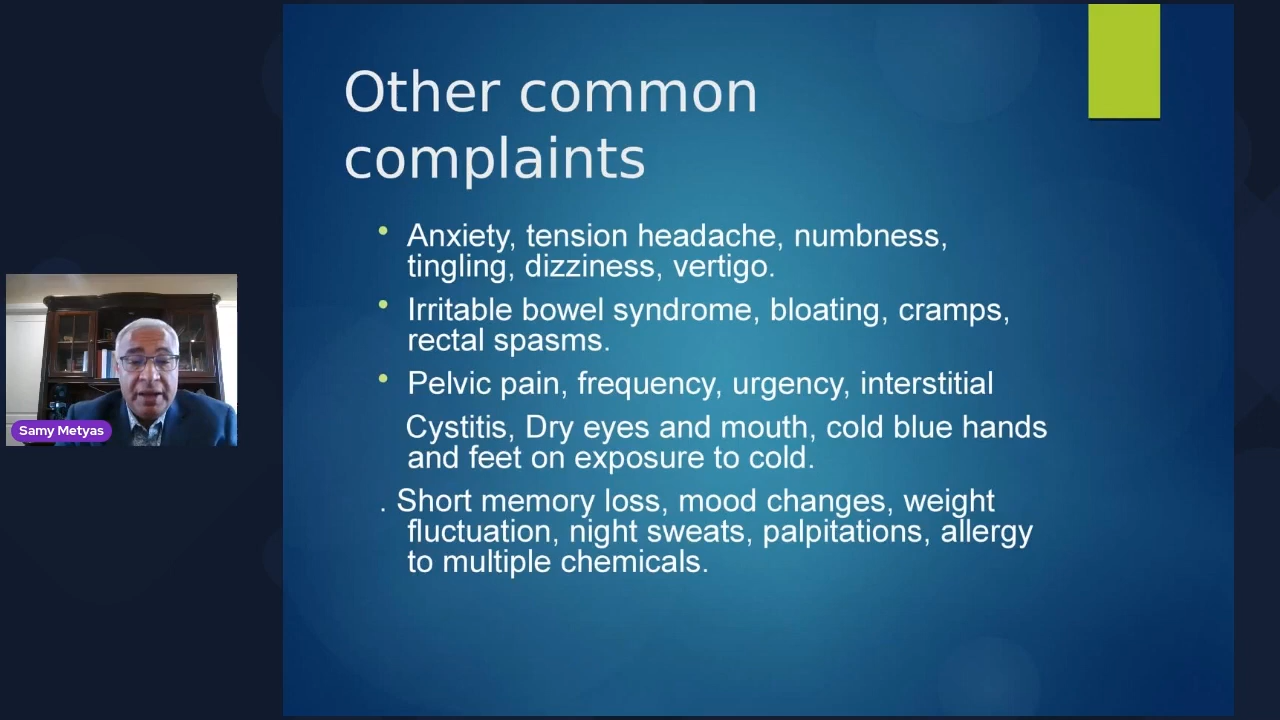 Other common
complaints
• Anxiety, tension headache, numbness,
tingling, dizziness, vertigo.
• Irritable bowel syndrome, bloating, cramps,
rectal spasms.
• Pelvic pain, frequency, urgency, interstitial
Cystitis, Dry eyes and mouth, cold blue hands
and feet on exposure to cold.
. Short memory loss, mood changes, weight
fluctuation, night sweats, palpitations, allergy
to multiple chemicals.
Samy Metyas